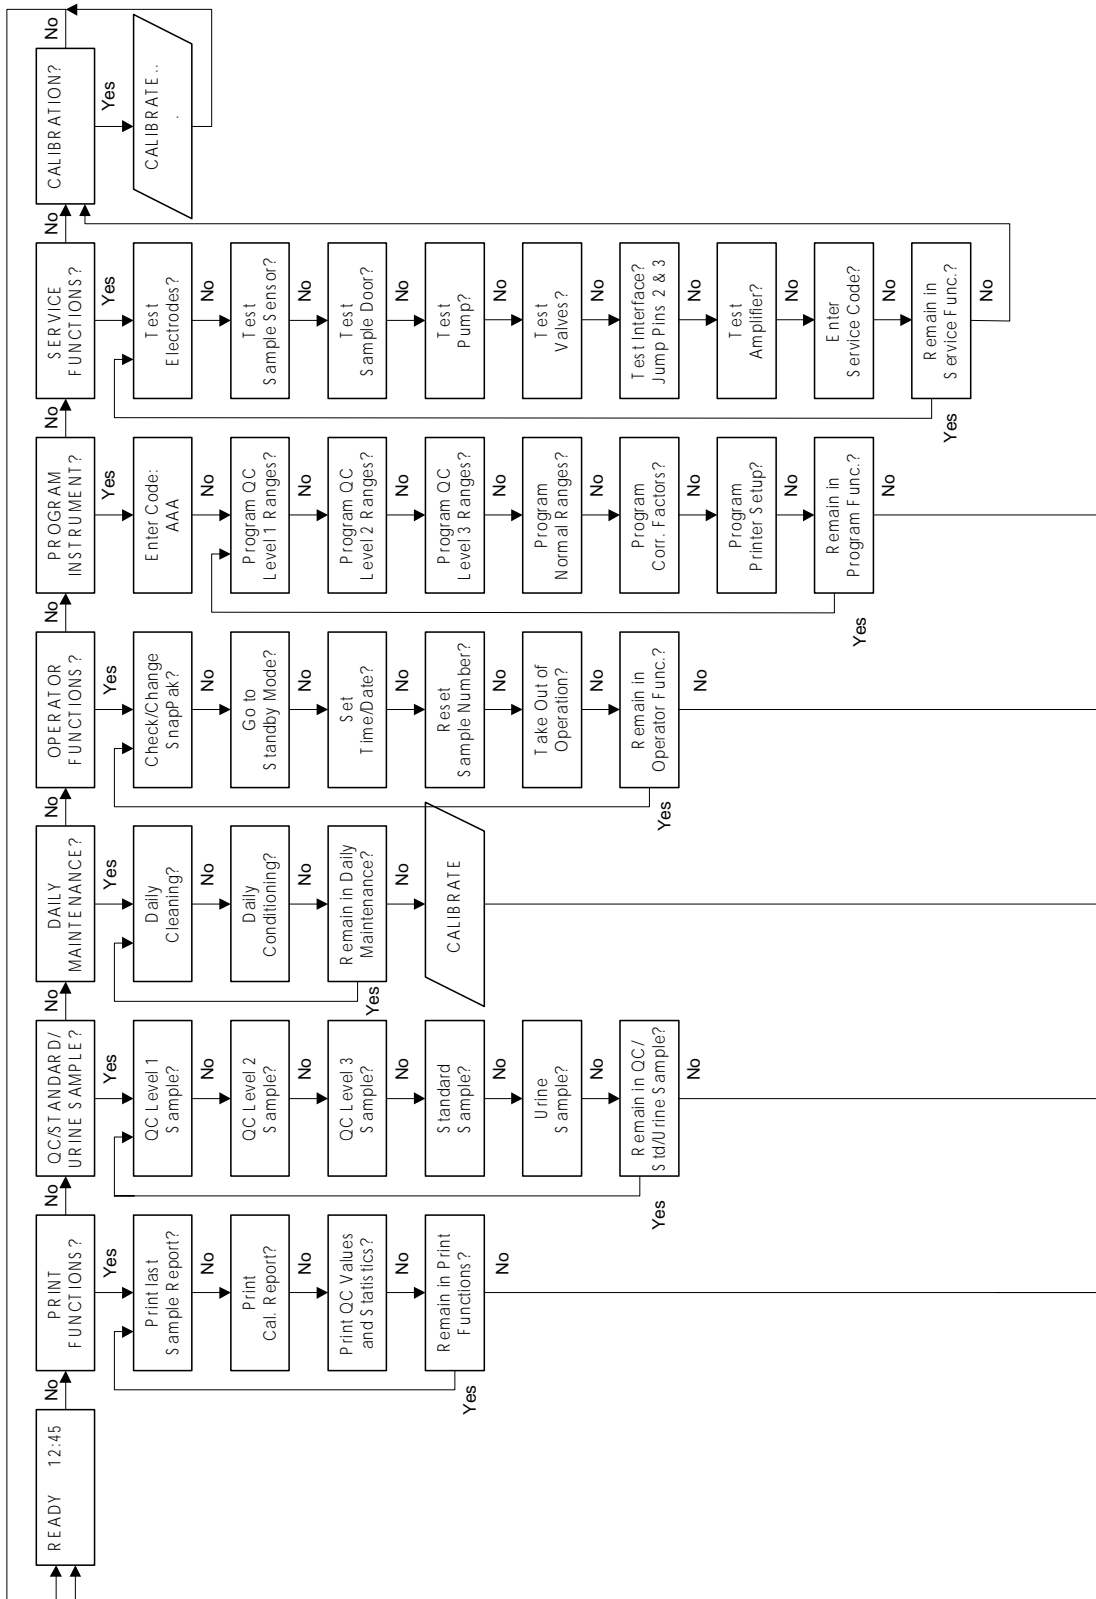 READY 12:45
No
PRINT
FUNCTIONS?
Yes
Print last
Sample Report?
No
Print
Cal. Report?
No
Print QC Values
and Statistics?
No
Remain in Print
Functions?
Yes
No
No
QC/STANDARD/
URINE SAMPLE?
Yes
QC Level 1
Sample?
No
QC Level 2
Sample?
No
QC Level 3
Sample?
No
Standard
Sample?
No
Urine
Sample?
No
Remain in QC/
Std/Urine Sample?
Yes
No
No
DAILY
MAINTENANCE?
Yes
Daily
Cleaning?
No
Daily
Conditioning?
No
Remain in Daily
Maintenance?
Yes
No
CALIBRATE
No
OPERATOR
FUNCTIONS?
Yes
Check/Change
SnapPak?
No
Go to
Standby Mode?
No
Set
Time/Date?
No
Reset
Sample Number?
No
Take Out of
Operation?
No
Remain in
Operator Func.?
Yes
No
No
PROGRAM
INSTRUMENT?
Yes
Enter Code:
AAA
No
Program QC
Level 1 Ranges?
No
Program QC
Level 2 Ranges?
No
Program QC
Level 3 Ranges?
No
Program
Normal Ranges?
No
Program
Corr. Factors?
No
Program
Printer Setup?
No
Remain in
Program Func.?
Yes
No
No
SERVICE
FUNCTIONS?
Yes
Test
Electrodes?
No
Test
Sample Sensor?
No
Test
Sample Door?
No
Test
Pump?
No
Test
Valves?
No
Test Interface?
Jump Pins 2 & 3
No
Test
Amplifier?
No
Enter
Service Code?
No
Remain in
Service Func.?
Yes
No
No
CALIBRATION?
No
Yes
CALIBRATE..
.